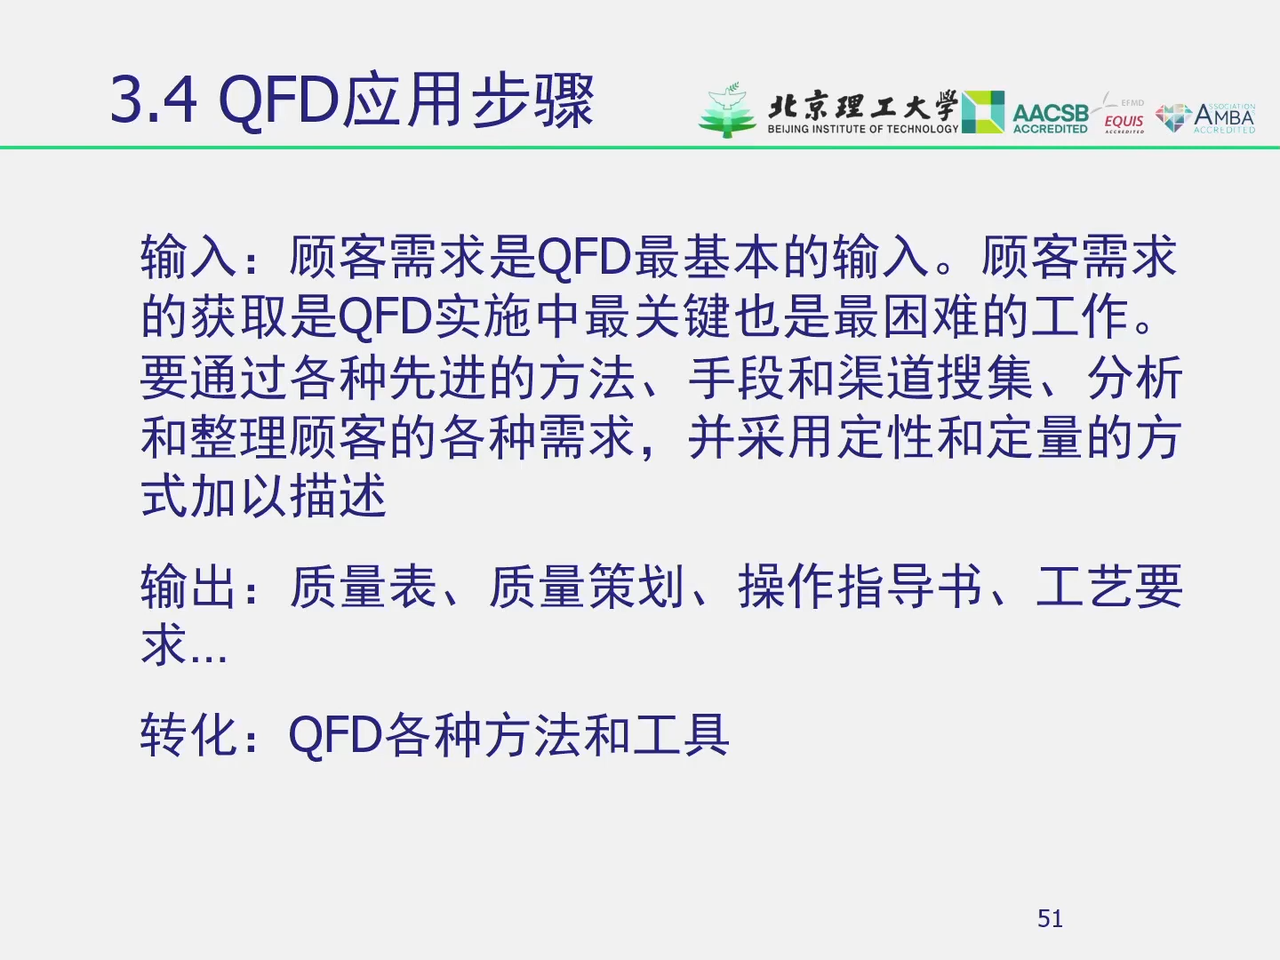 3.4 QFD应用步骤
北京理工大学
BEIJING INSTITUTE OF TECHNOLOGY
AACSB
ACCREDITED
EFMD
EQUIS
ACCREDITED
ASSOCIATION
AMBA
ACCREDITED
输入：顾客需求是QFD最基本的输入。顾客需求
的获取是QFD实施中最关键也是最困难的工作。
要通过各种先进的方法、手段和渠道搜集、分析
和整理顾客的各种需求，并采用定性和定量的方
式加以描述
输出：质量表、质量策划、操作指导书、工艺要
求...
转化：QFD各种方法和工具
51